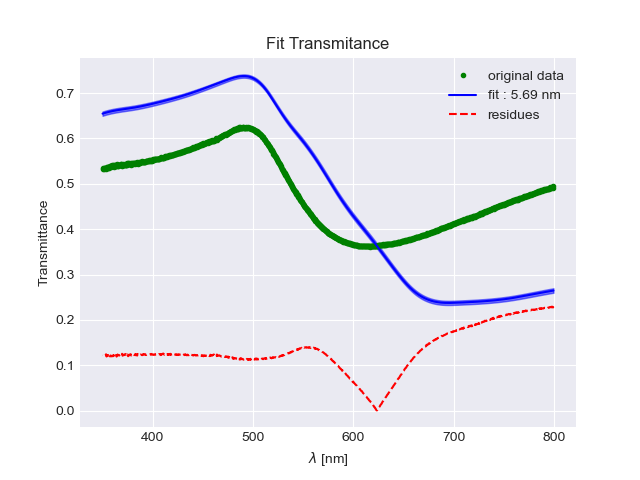 Fit Transmitance
original data
fit : 5.69 nm
residues
Transmittance
0.7
0.6
0.5
0.4
0.3
0.2
0.1
0.0
400 500 600 700 800
λ [nm]